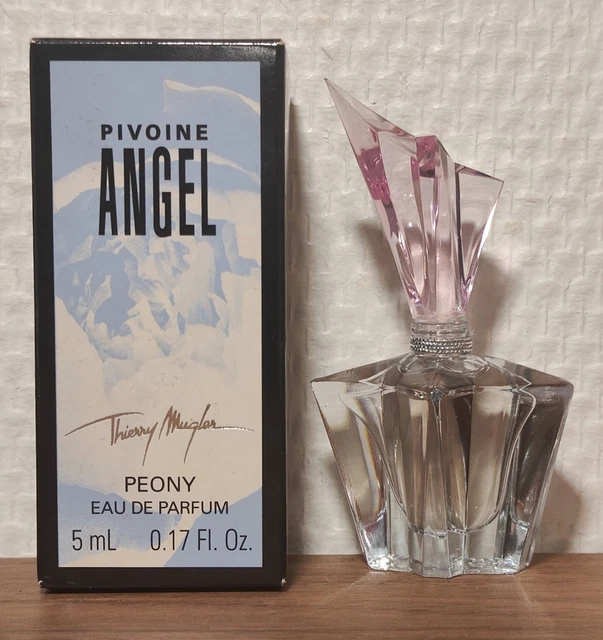 PIVOINE
ANGEL
Thierry Mugler
PEONY
EAU DE PARFUM
5 mL 0.17 Fl. Oz.